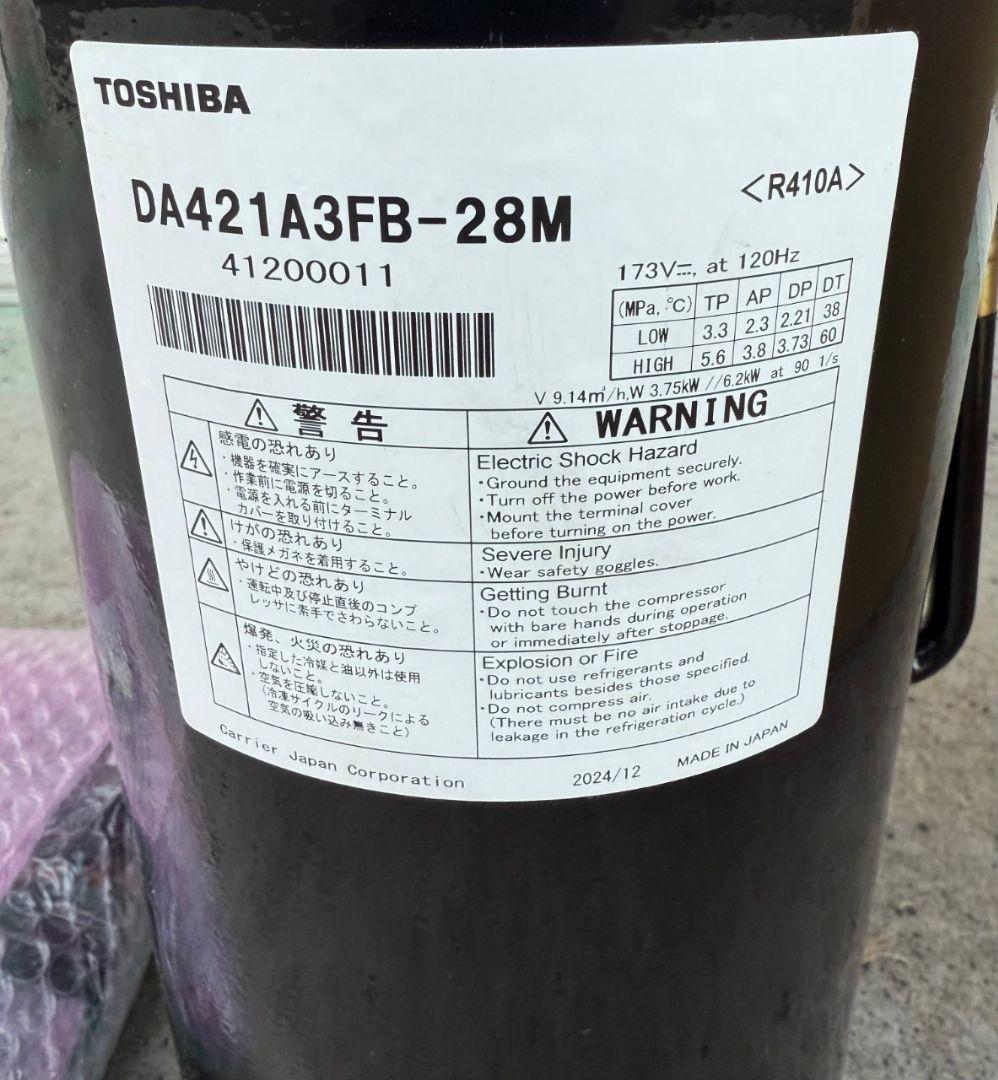 TOSHIBA
DA421A3FB-28M
<R410A>
41200011
173V⎓, at 120Hz
(MPa, ℃) TP AP DP DT
LOW 3.3 2.3 2.21 38
HIGH 5.6 3.8 3.73 60
V 9.14㎥/h,W 3.75kW //6.2kW at 90 1/s
⚠ 警告
感電の恐れあり
・機器を確実にアースすること。
・作業前に電源を切ること。
・電源を入れる前にターミナル
カバーを取り付けること。
けがの恐れあり
・保護メガネを着用すること。
やけどの恐れあり
・運転中及び停止直後のコンプ
レッサに素手でさわらないこと。
爆発、火災の恐れあり
・指定した冷媒と油以外は使用
しないこと。
・空気を圧縮しないこと。
(冷凍サイクルのリークによる
空気の吸い込み無きこと)
⚠ WARNING
Electric Shock Hazard
・Ground the equipment securely.
・Turn off the power before work.
・Mount the terminal cover
before turning on the power.
Severe Injury
・Wear safety goggles.
Getting Burnt
・Do not touch the compressor
with bare hands during operation
or immediately after stoppage.
Explosion or Fire
・Do not use refrigerants and
lubricants besides those specified.
・Do not compress air.
(There must be no air intake due to
leakage in the refrigeration cycle.)
Carrier Japan Corporation
2024/12
MADE IN JAPAN